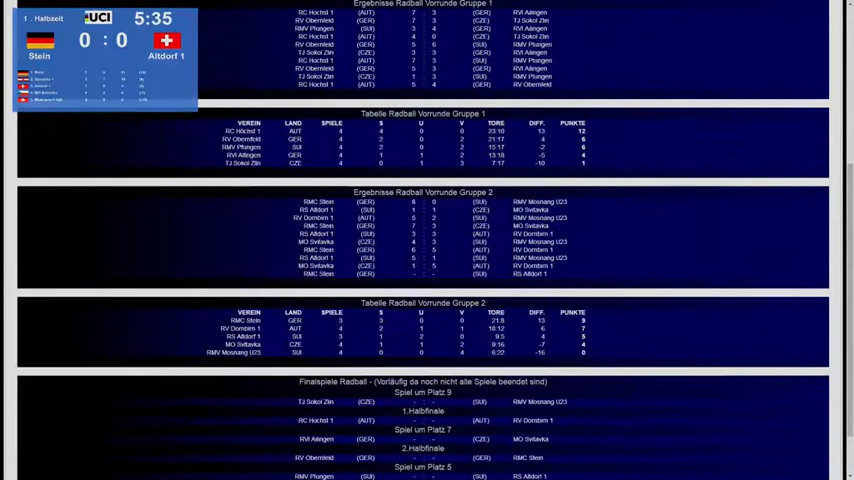 1 . Halbzeit UCI 5:35
0 : 0
Stein Altdorf 1
Ergebnisse Radball Vorrunde Gruppe 1
RC Höchst 1 (AUT) 7 : 3 (GER) RVI Ailingen
RV Obernfeld (GER) 7 : 3 (CZE) TJ Sokol Zlin
RMV Pfungen (SUI) 3 : 4 (GER) RVI Ailingen
RC Höchst 1 (AUT) 4 : 0 (CZE) TJ Sokol Zlin
RV Obernfeld (GER) 5 : 6 (SUI) RMV Pfungen
TJ Sokol Zlin (CZE) 3 : 3 (GER) RVI Ailingen
RC Höchst 1 (AUT) 7 : 3 (SUI) RMV Pfungen
RV Obernfeld (GER) 5 : 3 (GER) RVI Ailingen
TJ Sokol Zlin (CZE) 1 : 3 (SUI) RMV Pfungen
RC Höchst 1 (AUT) 5 : 4 (GER) RV Obernfeld
Tabelle Radball Vorrunde Gruppe 1
VEREIN LAND SPIELE S U V TORE DIFF. PUNKTE
RC Höchst 1 AUT 4 4 0 0 23:10 13 12
RV Obernfeld GER 4 2 0 2 21:17 4 6
RMV Pfungen SUI 4 2 0 2 15:17 -2 6
RVI Ailingen GER 4 1 1 2 13:18 -5 4
TJ Sokol Zlin CZE 4 0 1 3 7:17 -10 1
Ergebnisse Radball Vorrunde Gruppe 2
RMC Stein (GER) 8 : 0 (SUI) RMV Mosnang U23
RS Altdorf 1 (SUI) 1 : 1 (CZE) MO Svitavka
RV Dornbirn 1 (AUT) 5 : 2 (SUI) RMV Mosnang U23
RMC Stein (GER) 7 : 3 (CZE) MO Svitavka
RS Altdorf 1 (SUI) 3 : 3 (AUT) RV Dornbirn 1
MO Svitavka (CZE) 4 : 3 (SUI) RMV Mosnang U23
RMC Stein (GER) 6 : 5 (AUT) RV Dornbirn 1
RS Altdorf 1 (SUI) 5 : 1 (SUI) RMV Mosnang U23
MO Svitavka (CZE) 1 : 5 (AUT) RV Dornbirn 1
RMC Stein (GER) - : - (SUI) RS Altdorf 1
Tabelle Radball Vorrunde Gruppe 2
VEREIN LAND SPIELE S U V TORE DIFF. PUNKTE
RMC Stein GER 3 3 0 0 21:8 13 9
RV Dornbirn 1 AUT 4 2 1 1 18:12 6 7
RS Altdorf 1 SUI 3 1 2 0 9:5 4 5
MO Svitavka CZE 4 1 1 2 9:16 -7 4
RMV Mosnang U23 SUI 4 0 0 4 6:22 -16 0
Finalspiele Radball - (Vorläufig da noch nicht alle Spiele beendet sind)
Spiel um Platz 9
TJ Sokol Zlin (CZE) - : - (SUI) RMV Mosnang U23
1.Halbfinale
RC Höchst 1 (AUT) - : - (AUT) RV Dornbirn 1
Spiel um Platz 7
RVI Ailingen (GER) - : - (CZE) MO Svitavka
2.Halbfinale
RV Obernfeld (GER) - : - (GER) RMC Stein
Spiel um Platz 5
RMV Pfungen (SUI) - : - (SUI) RS Altdorf 1